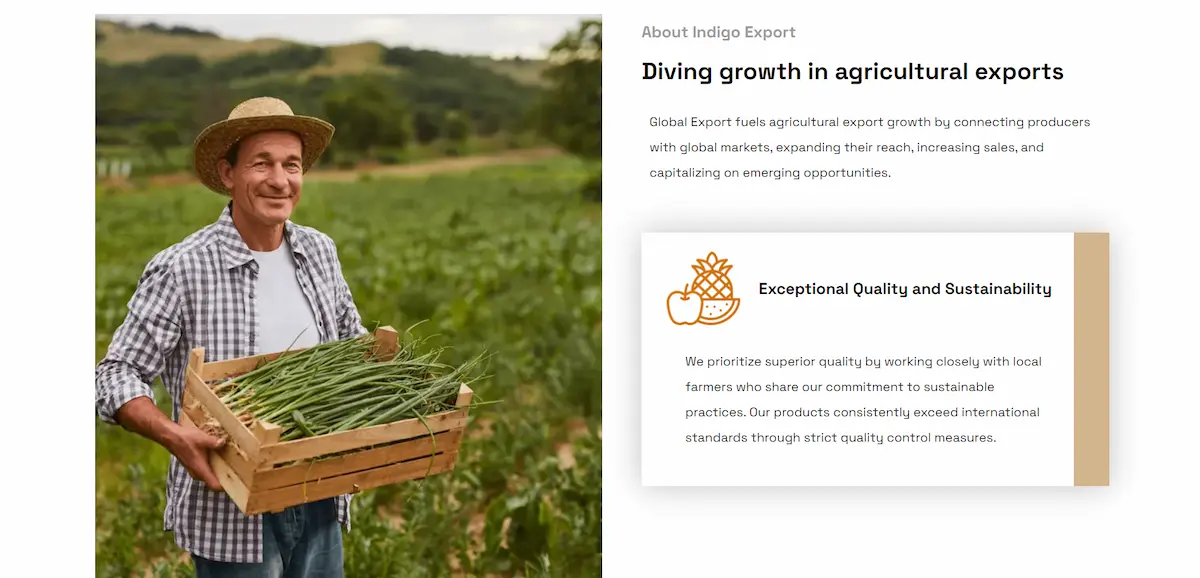 About Indigo Export
Diving growth in agricultural exports
Global Export fuels agricultural export growth by connecting producers
with global markets, expanding their reach, increasing sales, and
capitalizing on emerging opportunities.
Exceptional Quality and Sustainability
We prioritize superior quality by working closely with local
farmers who share our commitment to sustainable
practices. Our products consistently exceed international
standards through strict quality control measures.